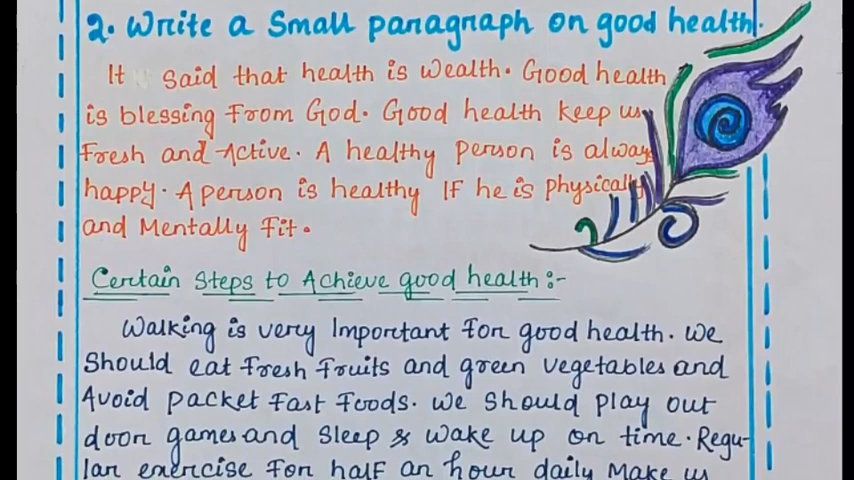 2. Write a Small paragraph on good health.
It said that health is wealth. Good health
is blessing from God. Good health keep us
Fresh and Active. A healthy person is always
happy. A person is healthy If he is physically
and Mentally Fit.
Certain Steps to Achieve good health:-
Walking is very Important for good health. We
Should eat Fresh Fruits and green vegetables and
Avoid packet Fast Foods. We Should play out
door games and Sleep & wake up on time. Regu-
lar exercise For half an hour daily Make us